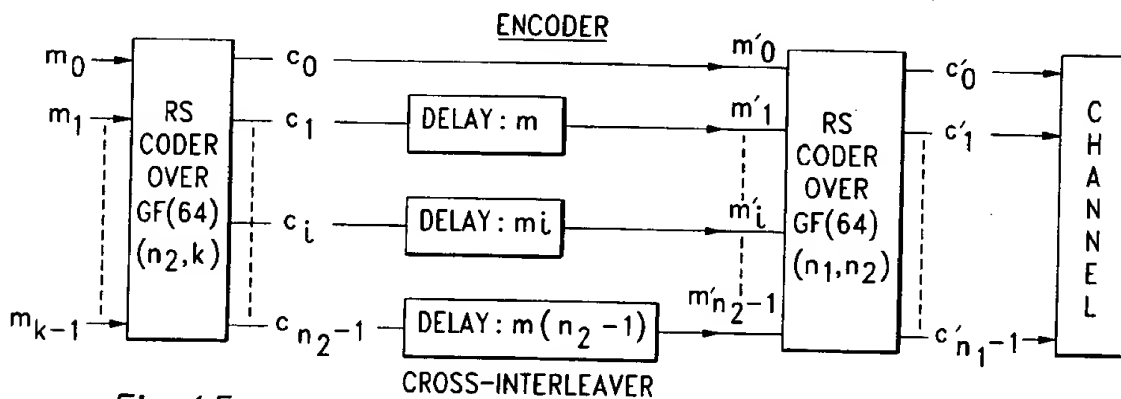 ENCODER
m0
m1
mk-1
RS
CODER
OVER
GF(64)
(n2,k)
c0
c1
ci
cn2-1
DELAY: m
DELAY: mi
DELAY: m(n2-1)
CROSS-INTERLEAVER
m'0
m'1
m'i
m'n2-1
RS
CODER
OVER
GF(64)
(n1,n2)
c'0
c'1
c'n1-1
CHANNEL